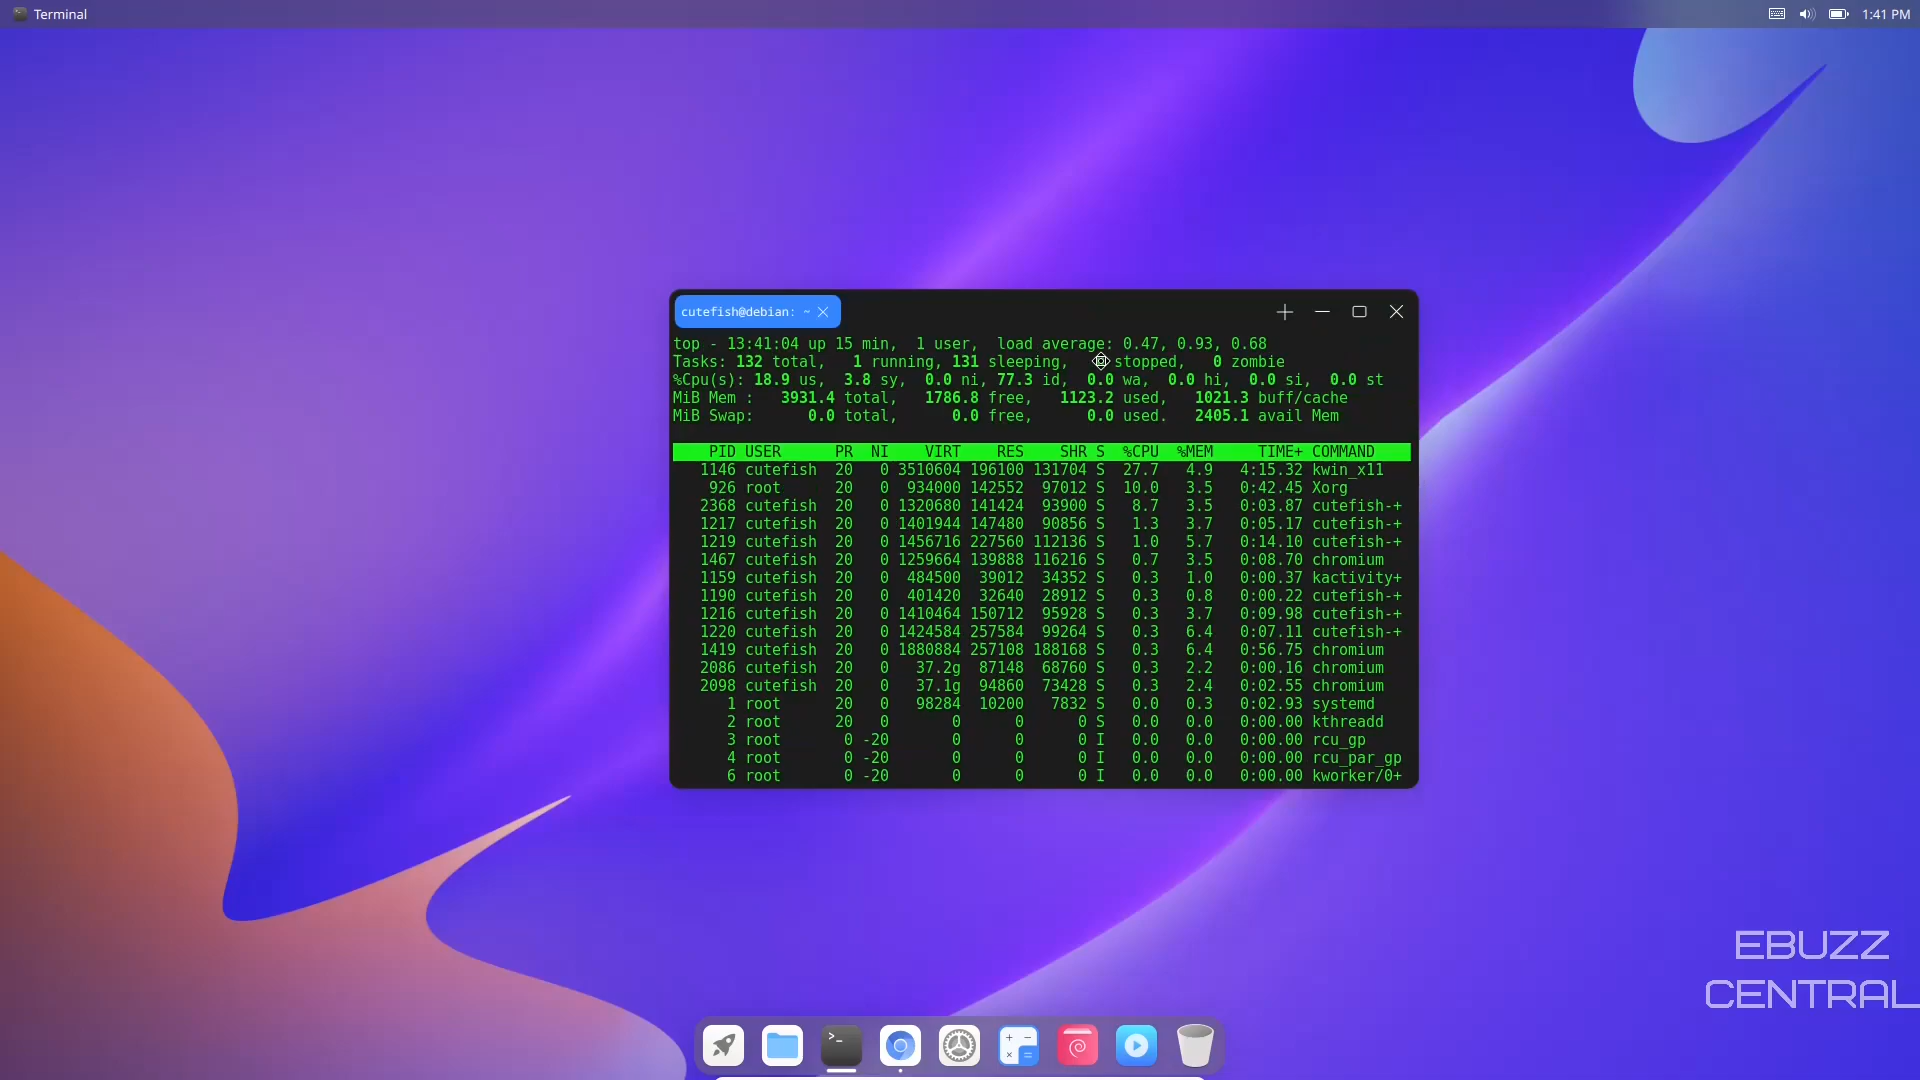 Terminal
1:41 PM
cutefish@debian: ~
top - 13:41:04 up 15 min,  1 user,  load average: 0.47, 0.93, 0.68
Tasks: 132 total,   1 running, 131 sleeping,   stopped,   0 zombie
%Cpu(s): 18.9 us,  3.8 sy,  0.0 ni, 77.3 id,  0.0 wa,  0.0 hi,  0.0 si,  0.0 st
MiB Mem :   3931.4 total,   1786.8 free,   1123.2 used,   1021.3 buff/cache
MiB Swap:      0.0 total,      0.0 free,      0.0 used.   2405.1 avail Mem
PID USER      PR  NI    VIRT    RES    SHR S  %CPU  %MEM     TIME+ COMMAND
1146 cutefish  20   0 3510604 196100 131704 S  27.7   4.9   4:15.32 kwin_x11
926 root      20   0  934000 142552  97012 S  10.0   3.5   0:42.45 Xorg
2368 cutefish  20   0 1320680 141424  93900 S   8.7   3.5   0:03.87 cutefish-+
1217 cutefish  20   0 1401944 147480  90856 S   1.3   3.7   0:05.17 cutefish-+
1219 cutefish  20   0 1456716 227560 112136 S   1.0   5.7   0:14.10 cutefish-+
1467 cutefish  20   0 1259664 139888 116216 S   0.7   3.5   0:08.70 chromium
1159 cutefish  20   0  484500  39012  34352 S   0.3   1.0   0:00.37 kactivity+
1190 cutefish  20   0  401420  32640  28912 S   0.3   0.8   0:00.22 cutefish-+
1216 cutefish  20   0 1410464 150712  95928 S   0.3   3.7   0:09.98 cutefish-+
1220 cutefish  20   0 1424584 257584  99264 S   0.3   6.4   0:07.11 cutefish-+
1419 cutefish  20   0 1880884 257108 188168 S   0.3   6.4   0:56.75 chromium
2086 cutefish  20   0   37.2g  87148  68760 S   0.3   2.2   0:00.16 chromium
2098 cutefish  20   0   37.1g  94860  73428 S   0.3   2.4   0:02.55 chromium
1 root      20   0   98284  10200   7832 S   0.0   0.3   0:02.93 systemd
2 root      20   0       0      0      0 S   0.0   0.0   0:00.00 kthreadd
3 root       0 -20       0      0      0 I   0.0   0.0   0:00.00 rcu_gp
4 root       0 -20       0      0      0 I   0.0   0.0   0:00.00 rcu_par_gp
6 root       0 -20       0      0      0 I   0.0   0.0   0:00.00 kworker/0+
EBUZZ
CENTRAL